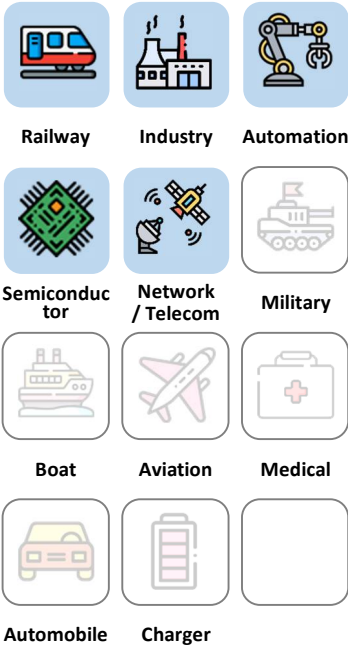 Railway Industry Automation
Semiconduc
tor
Network
/ Telecom
Military
Boat Aviation Medical
Automobile Charger